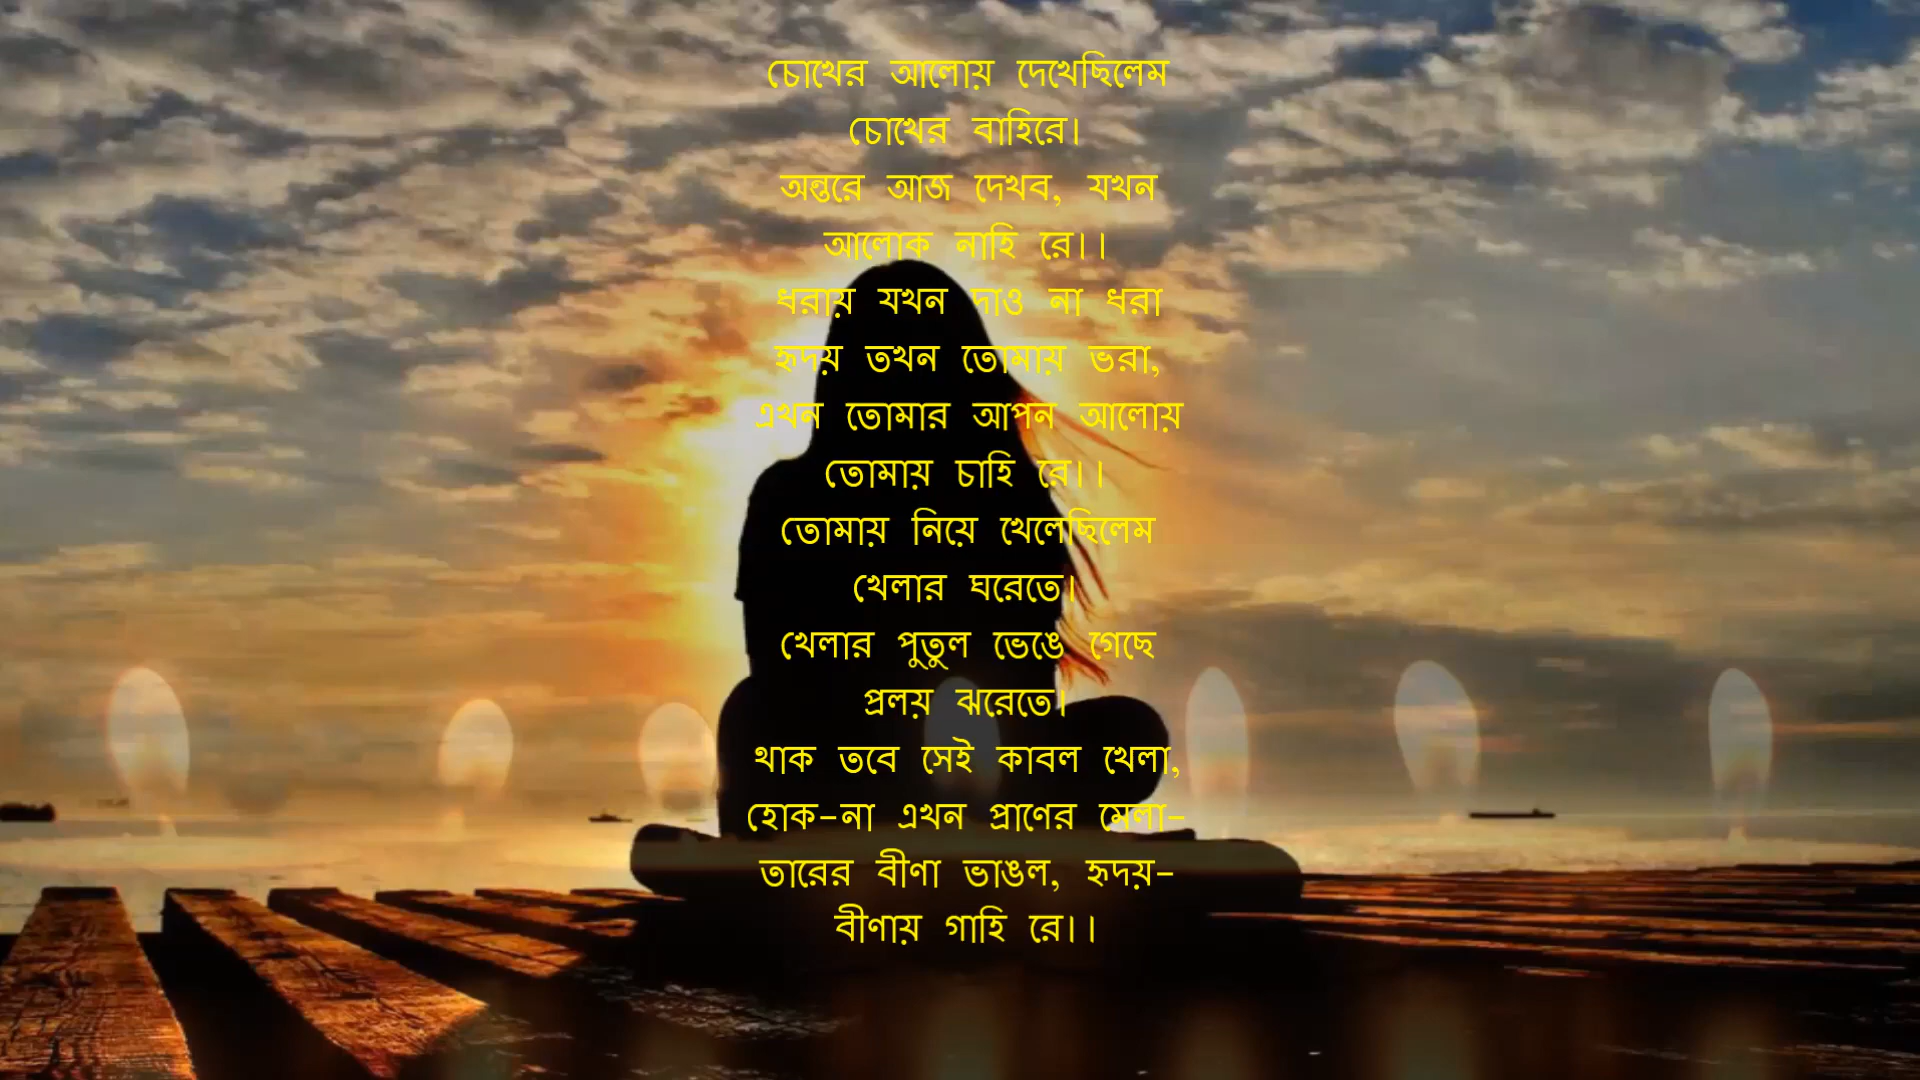 চোখের আলোয় দেখেছিলেম
চোখের বাহিরে।
অন্তরে আজ দেখব, যখন
আলোক নাহি রে।।
ধরায় যখন দাও না ধরা
হৃদয় তখন তোমায় ভরা,
এখন তোমার আপন আলোয়
তোমায় চাহি রে।।
তোমায় নিয়ে খেলেছিলেম
খেলার ঘরেতে।
খেলার পুতুল ভেঙে গেছে
প্রলয় ঝরেতে।
থাক তবে সেই কাবল খেলা,
হোক-না এখন প্রাণের মেলা-
তারের বীণা ভাঙল, হৃদয়-
বীণায় গাহি রে।।